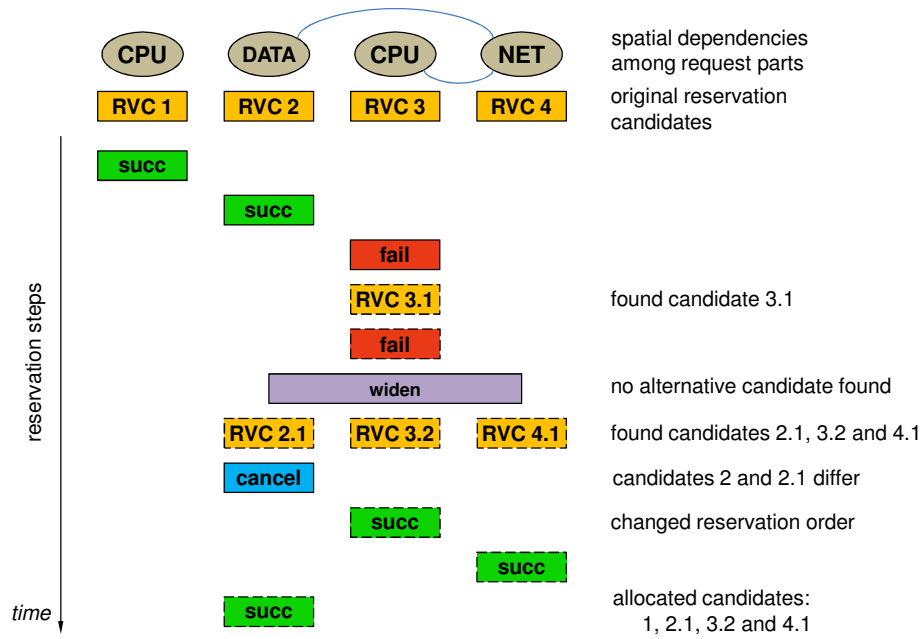 CPU DATA CPU NET
spatial dependencies
among request parts
RVC 1 RVC 2 RVC 3 RVC 4
original reservation
candidates
succ
succ
fail
RVC 3.1 found candidate 3.1
fail
widen no alternative candidate found
RVC 2.1 RVC 3.2 RVC 4.1 found candidates 2.1, 3.2 and 4.1
cancel candidates 2 and 2.1 differ
succ changed reservation order
succ
succ
allocated candidates:
1, 2.1, 3.2 and 4.1
reservation steps
time